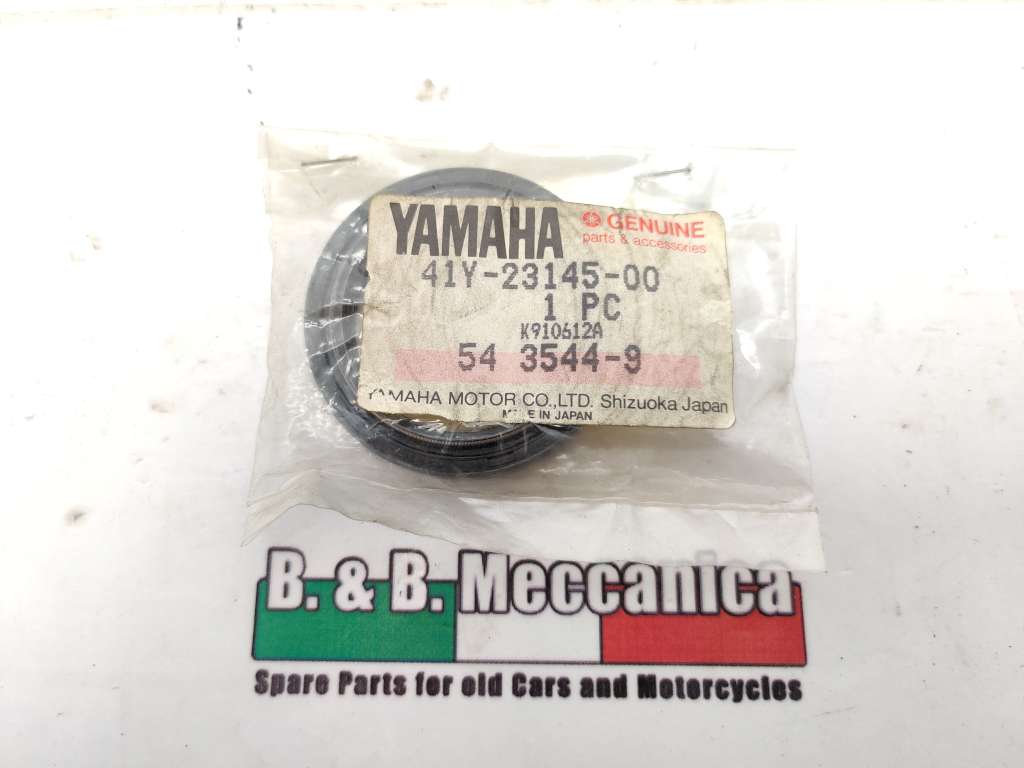 YAMAHA GENUINE
parts & accessories
41Y-23145-00
1 PC
K910612A
54 3544-9
YAMAHA MOTOR CO.,LTD. Shizuoka Japan
MADE IN JAPAN
B. & B. Meccanica
Spare Parts for old Cars and Motorcycles